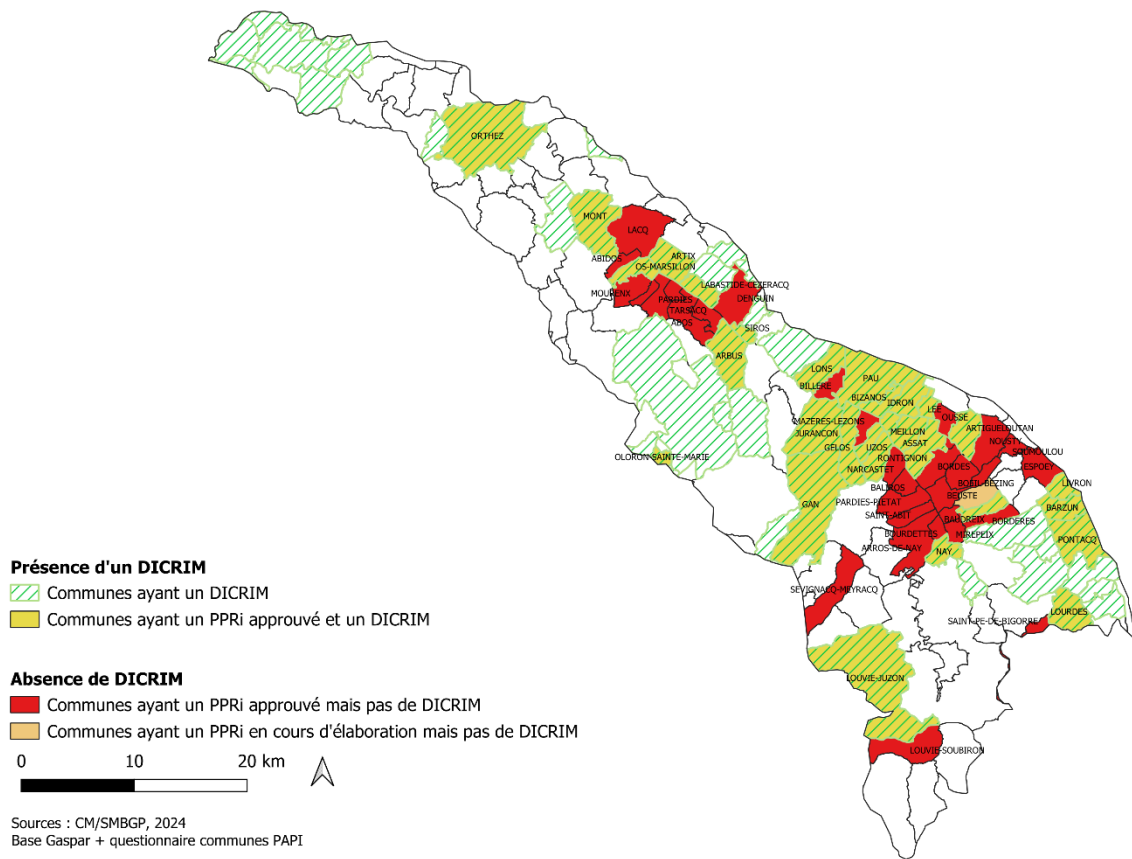 ORTHEZ
MONT
LACQ
ABIDOS
ARTIX
OS-MARSILLON
LABASTIDE-CEZERACQ
MOURENX
PARDIES
DENGUIN
TARSACQ
ABOS
SIROS
ARBUS
LONS
PAU
BILLERE
BIZANOS
IDRON
LEE
OUSSE
MAZERES-LEZONS
ARTIGUELOUTAN
JURANCON
MEILLON
NOUSTY
ASSAT
GELOS
UZOS
SOUMOULOU
OLORON-SAINTE-MARIE
RONTIGNON
NARCASTET
BORDES
ESPOEY
BALIROS
BOEIL-BEZING
LIVRON
BEUSTE
GAN
PARDIES-PIETAT
BARZUN
SAINT-ABIT
BAUDREIX
BORDERES
BOURDETTES
MIREPEIX
PONTACQ
ARROS-DE-NAY
NAY
SEVIGNACQ-MEYRACQ
LOURDES
SAINT-PE-DE-BIGORRE
LOUVIE-JUZON
LOUVIE-SOUBIRON
Présence d'un DICRIM
Communes ayant un DICRIM
Communes ayant un PPRi approuvé et un DICRIM
Absence de DICRIM
Communes ayant un PPRi approuvé mais pas de DICRIM
Communes ayant un PPRi en cours d'élaboration mais pas de DICRIM
0 10 20 km
Sources : CM/SMBGP, 2024
Base Gaspar + questionnaire communes PAPI